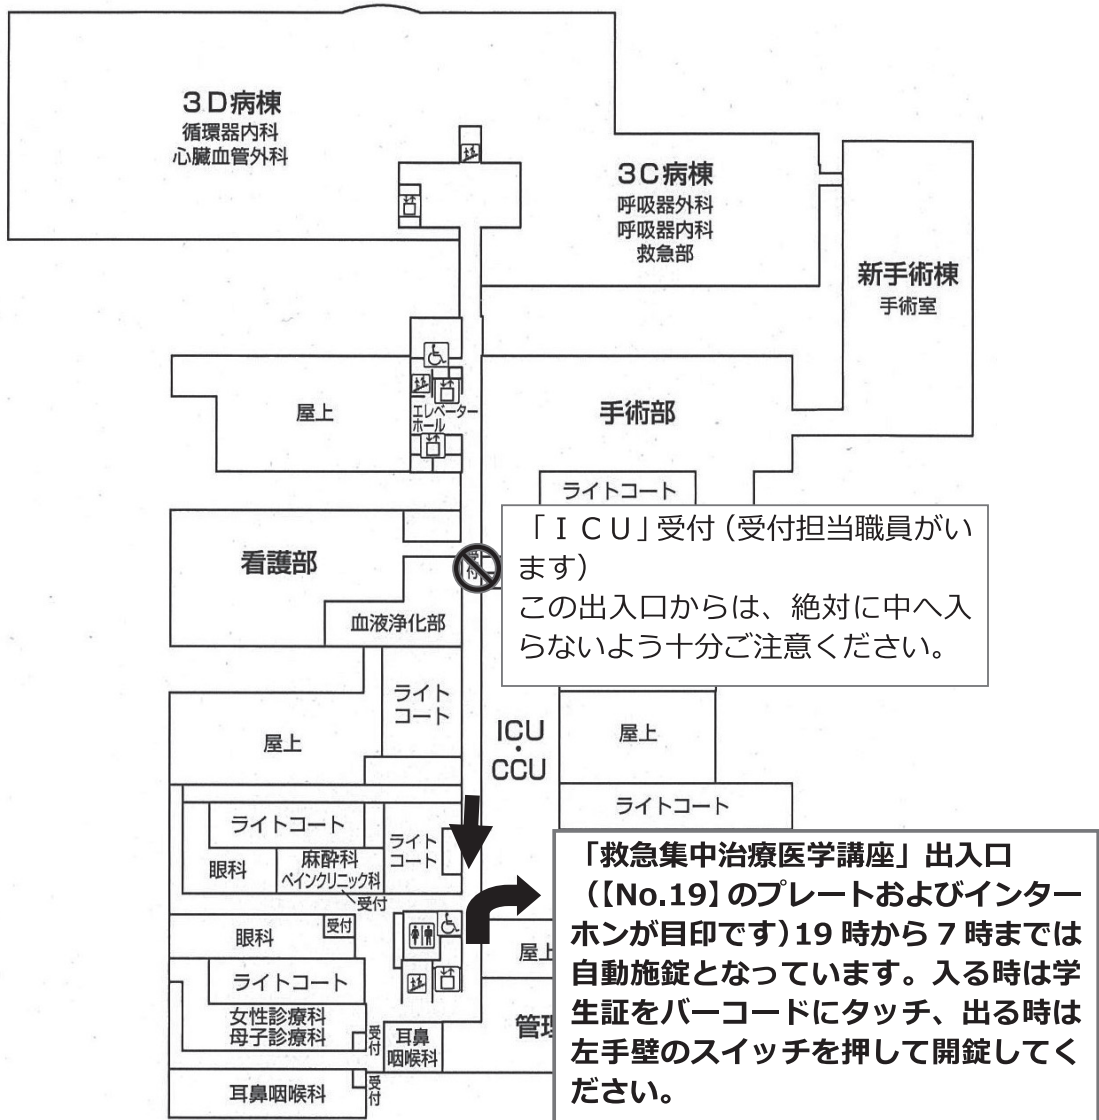 3D病棟
循環器内科
心臓血管外科
3C病棟
呼吸器外科
呼吸器内科
救急部
新手術棟
手術室
屋上
エレベーター
ホール
手術部
ライトコート
看護部
受付
「ICU」受付（受付担当職員がい
ます）
この出入口からは、絶対に中へ入
らないよう十分ご注意ください。
血液浄化部
ライト
コート
屋上
ICU
・
CCU
屋上
ライトコート
ライトコート
ライト
コート
眼科
麻酔科
ペインクリニック科
受付
「救急集中治療医学講座」出入口
（【No.19】のプレートおよびインター
ホンが目印です）19 時から 7 時までは
自動施錠となっています。入る時は学
生証をバーコードにタッチ、出る時は
左手壁のスイッチを押して開錠してく
ださい。
眼科
受付
屋上
ライトコート
女性診療科
母子診療科
受付
耳鼻
咽喉科
管理
耳鼻咽喉科
受付